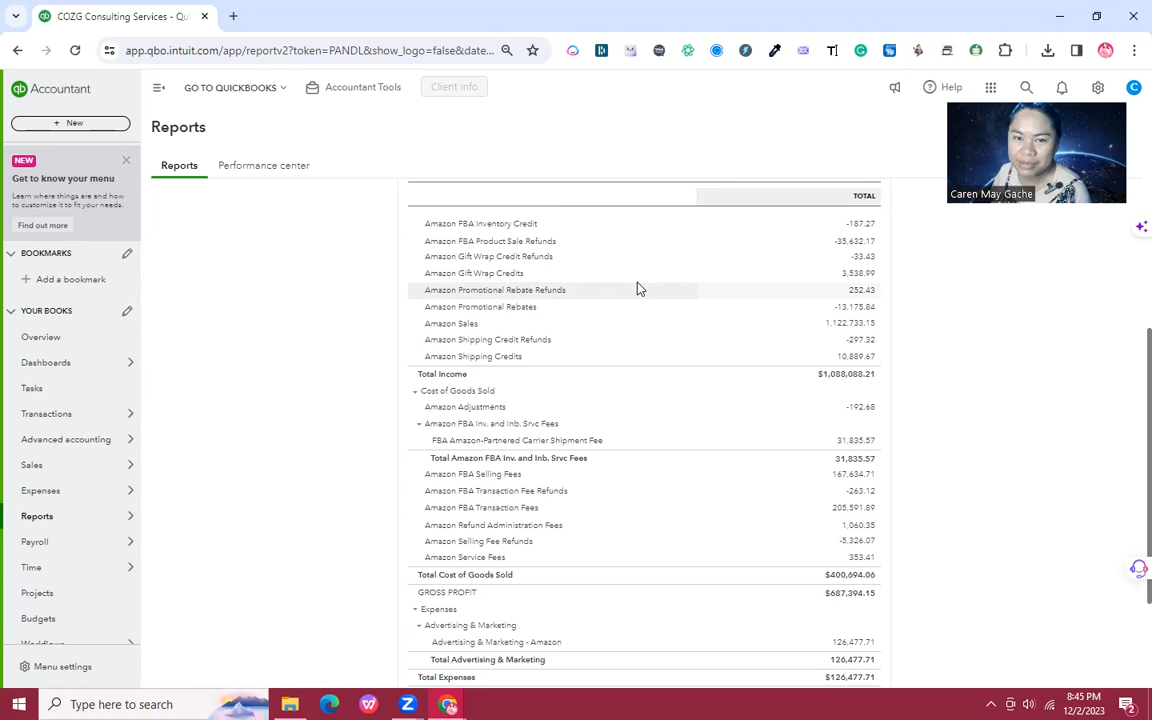 COZG Consulting Services - Qu
app.qbo.intuit.com/app/reportv2?token=PANDL&show_logo=false&date...
qb Accountant
GO TO QUICKBOOKS
Accountant Tools
Client Info
Help
C
+ New
Reports
NEW
Get to know your menu
Learn where things are and how to customize it to fit your needs.
Find out more
Reports
Performance center
Caren May Gache
BOOKMARKS
+ Add a bookmark
YOUR BOOKS
Overview
Dashboards
Tasks
Transactions
Advanced accounting
Sales
Expenses
Reports
Payroll
Time
Projects
Budgets
Workflows
Menu settings
TOTAL
Amazon FBA Inventory Credit -187.27
Amazon FBA Product Sale Refunds -35,632.17
Amazon Gift Wrap Credit Refunds -33.43
Amazon Gift Wrap Credits 3,538.99
Amazon Promotional Rebate Refunds 252.43
Amazon Promotional Rebates -13,175.84
Amazon Sales 1,122,733.15
Amazon Shipping Credit Refunds -297.32
Amazon Shipping Credits 10,889.67
Total Income $1,088,088.21
Cost of Goods Sold
Amazon Adjustments -192.68
Amazon FBA Inv. and Inb. Srvc Fees
FBA Amazon-Partnered Carrier Shipment Fee 31,835.57
Total Amazon FBA Inv. and Inb. Srvc Fees 31,835.57
Amazon FBA Selling Fees 167,634.71
Amazon FBA Transaction Fee Refunds -263.12
Amazon FBA Transaction Fees 205,591.89
Amazon Refund Administration Fees 1,060.35
Amazon Selling Fee Refunds -5,326.07
Amazon Service Fees 353.41
Total Cost of Goods Sold $400,694.06
GROSS PROFIT $687,394.15
Expenses
Advertising & Marketing
Advertising & Marketing - Amazon 126,477.71
Total Advertising & Marketing 126,477.71
Total Expenses $126,477.71
Type here to search
8:45 PM
12/2/2023
2